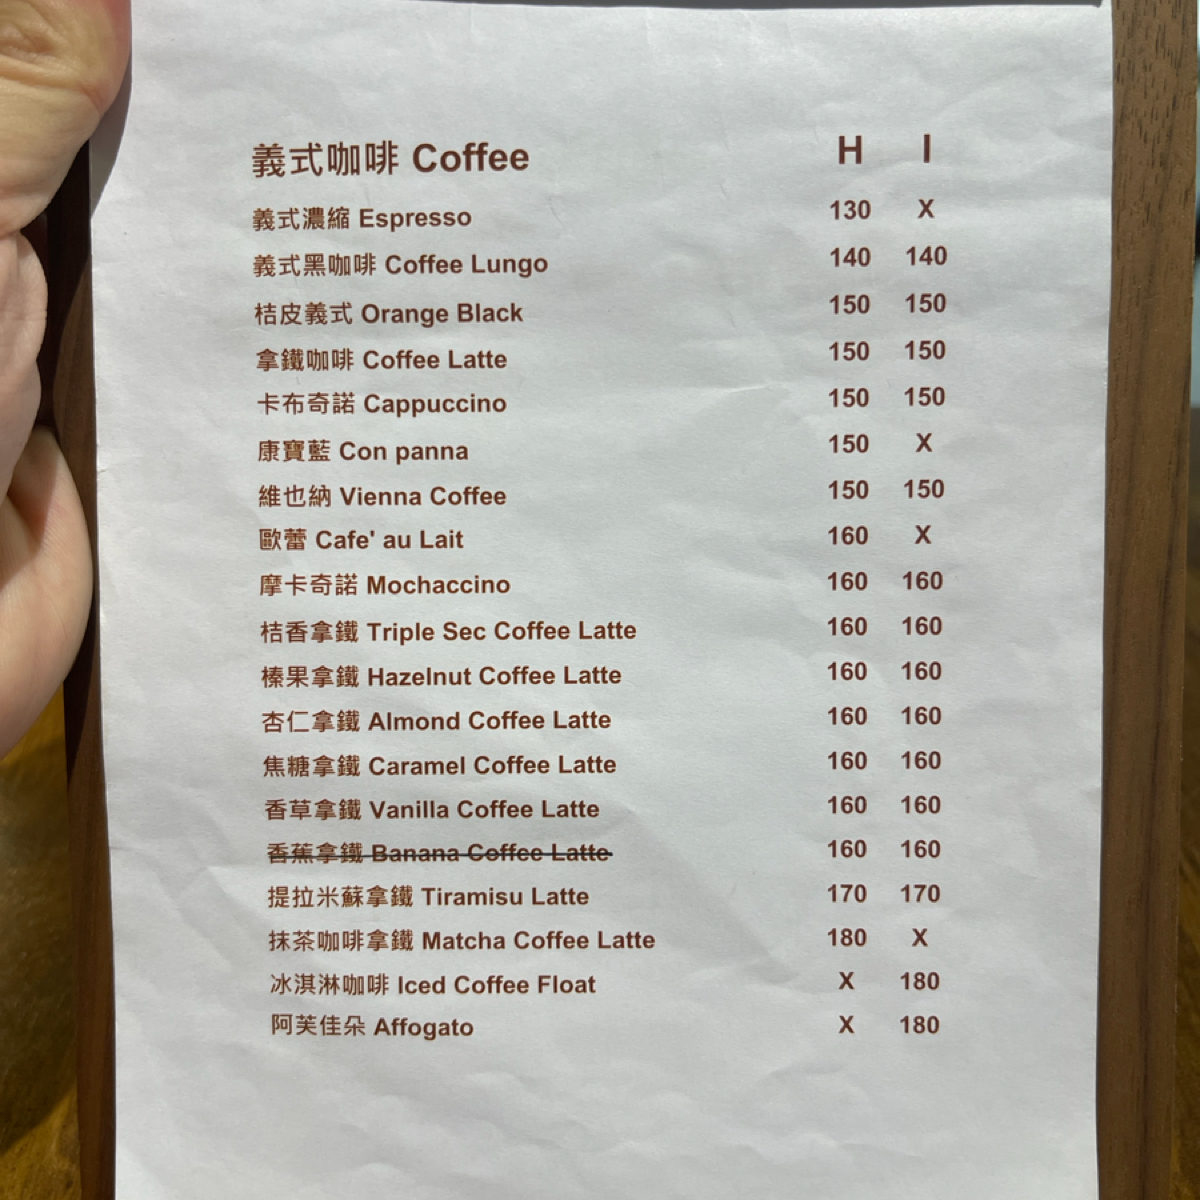 義式咖啡 Coffee H I
義式濃縮 Espresso 130 X
義式黑咖啡 Coffee Lungo 140 140
桔皮義式 Orange Black 150 150
拿鐵咖啡 Coffee Latte 150 150
卡布奇諾 Cappuccino 150 150
康寶藍 Con panna 150 X
維也納 Vienna Coffee 150 150
歐蕾 Cafe' au Lait 160 X
摩卡奇諾 Mochaccino 160 160
桔香拿鐵 Triple Sec Coffee Latte 160 160
榛果拿鐵 Hazelnut Coffee Latte 160 160
杏仁拿鐵 Almond Coffee Latte 160 160
焦糖拿鐵 Caramel Coffee Latte 160 160
香草拿鐵 Vanilla Coffee Latte 160 160
香蕉拿鐵 Banana Coffee Latte 160 160
提拉米蘇拿鐵 Tiramisu Latte 170 170
抹茶咖啡拿鐵 Matcha Coffee Latte 180 X
冰淇淋咖啡 Iced Coffee Float X 180
阿芙佳朵 Affogato X 180